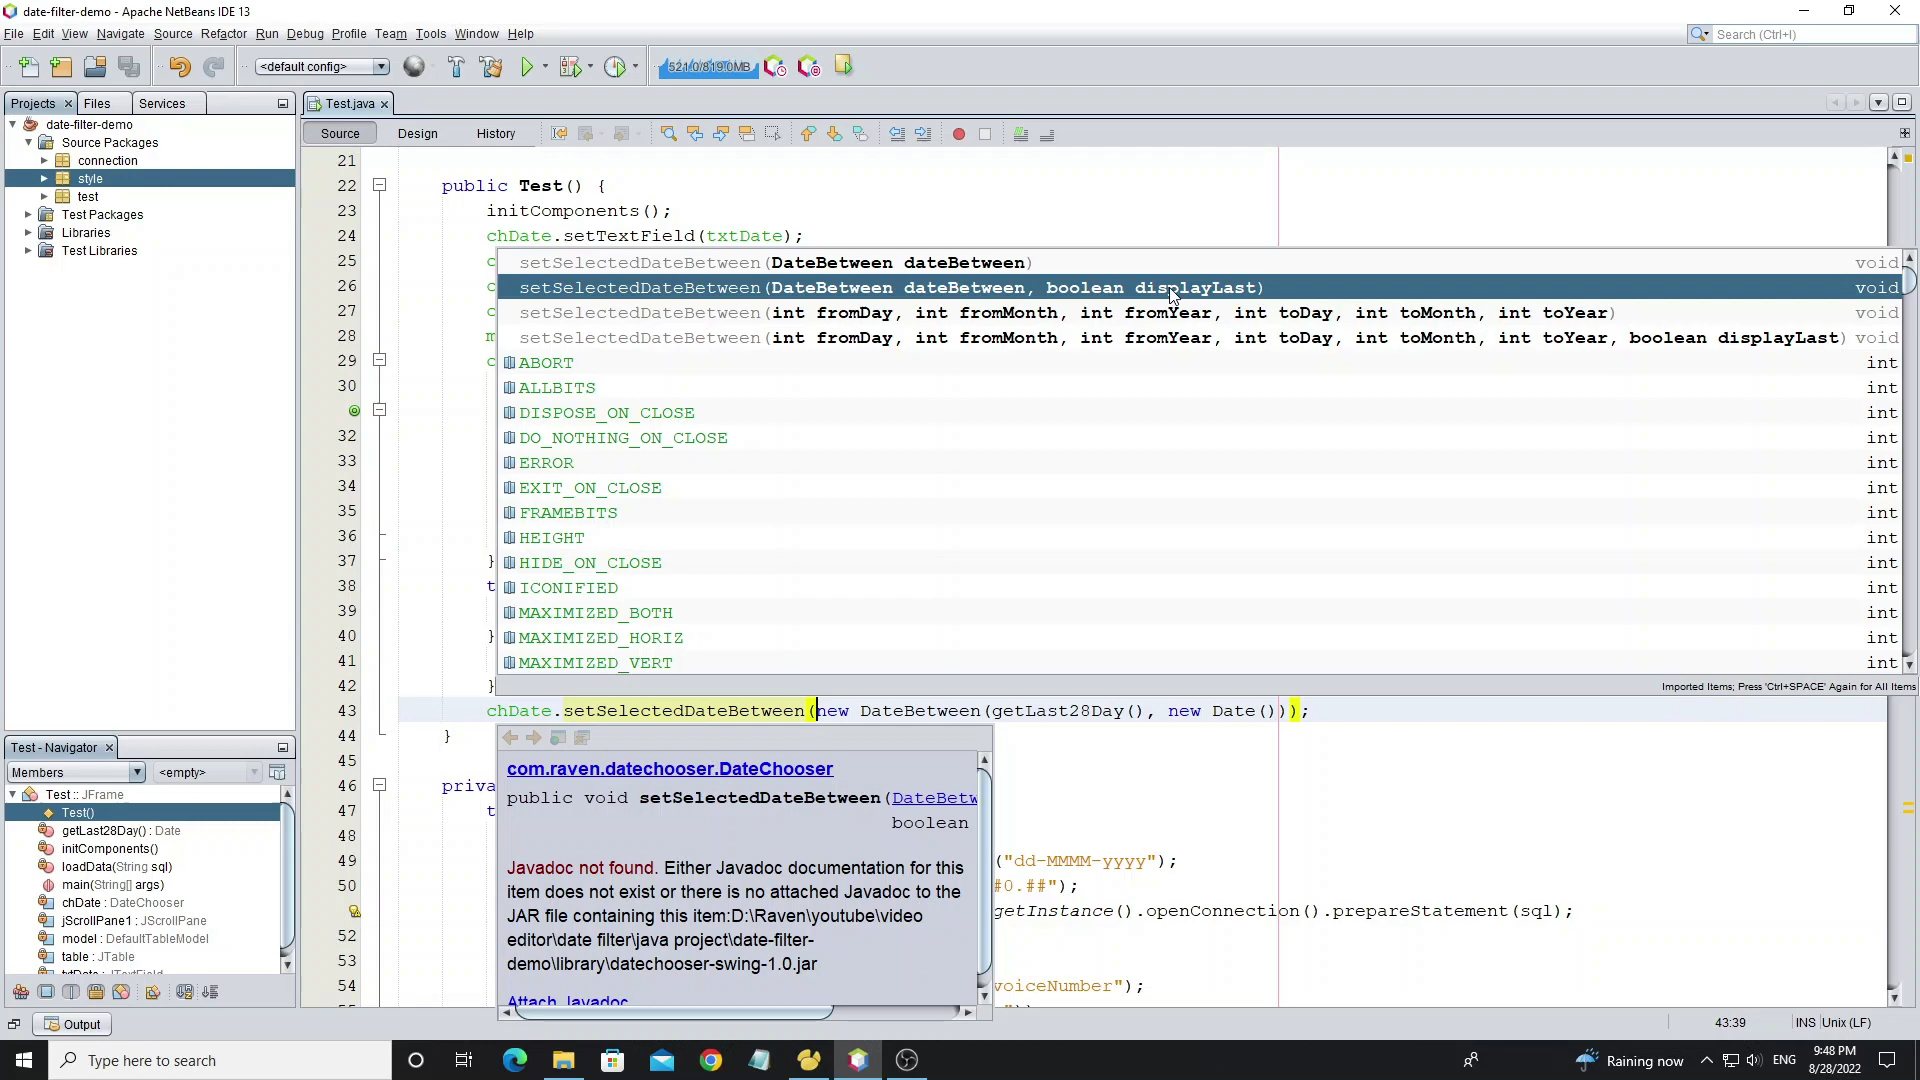 date-filter-demo - Apache NetBeans IDE 13
File Edit View Navigate Source Refactor Run Debug Profile Team Tools Window Help
Search (Ctrl+I)
<default config>
521.0/819.0MB
Projects Files Services
Test.java
date-filter-demo
Source Packages
connection
style
test
Test Packages
Libraries
Test Libraries
Source Design History
21
22 public Test() {
23 initComponents();
24 chDate.setTextField(txtDate);
25 c
26 c
27 c
28 m
29 c
30
32
33
34
35
36
37 }
38 t
39
40 }
41
42 }
setSelectedDateBetween(DateBetween dateBetween) void
setSelectedDateBetween(DateBetween dateBetween, boolean displayLast) void
setSelectedDateBetween(int fromDay, int fromMonth, int fromYear, int toDay, int toMonth, int toYear) void
setSelectedDateBetween(int fromDay, int fromMonth, int fromYear, int toDay, int toMonth, int toYear, boolean displayLast) void
ABORT int
ALLBITS int
DISPOSE_ON_CLOSE int
DO_NOTHING_ON_CLOSE int
ERROR int
EXIT_ON_CLOSE int
FRAMEBITS int
HEIGHT int
HIDE_ON_CLOSE int
ICONIFIED int
MAXIMIZED_BOTH int
MAXIMIZED_HORIZ int
MAXIMIZED_VERT int
Imported Items; Press 'Ctrl+SPACE' Again for All Items
43 chDate.setSelectedDateBetween(new DateBetween(getLast28Day(), new Date()));
44 }
45
46 priva
47 t
48
49 ("dd-MMMM-yyyy");
50 #0.##");
getInstance().openConnection().prepareStatement(sql);
52
53
54 voiceNumber");
com.raven.datechooser.DateChooser
public void setSelectedDateBetween(DateBetw
boolean
Javadoc not found. Either Javadoc documentation for this
item does not exist or there is no attached Javadoc to the
JAR file containing this item:D:\Raven\youtube\video
editor\date filter\java project\date-filter-
demo\library\datechooser-swing-1.0.jar
Attach Javadoc
Test - Navigator
Members <empty>
Test :: JFrame
Test()
getLast28Day() : Date
initComponents()
loadData(String sql)
main(String[] args)
chDate : DateChooser
jScrollPane1 : JScrollPane
model : DefaultTableModel
table : JTable
txtDate : JTextField
Output
43:39 INS Unix (LF)
Type here to search
Raining now
ENG
9:48 PM
8/28/2022